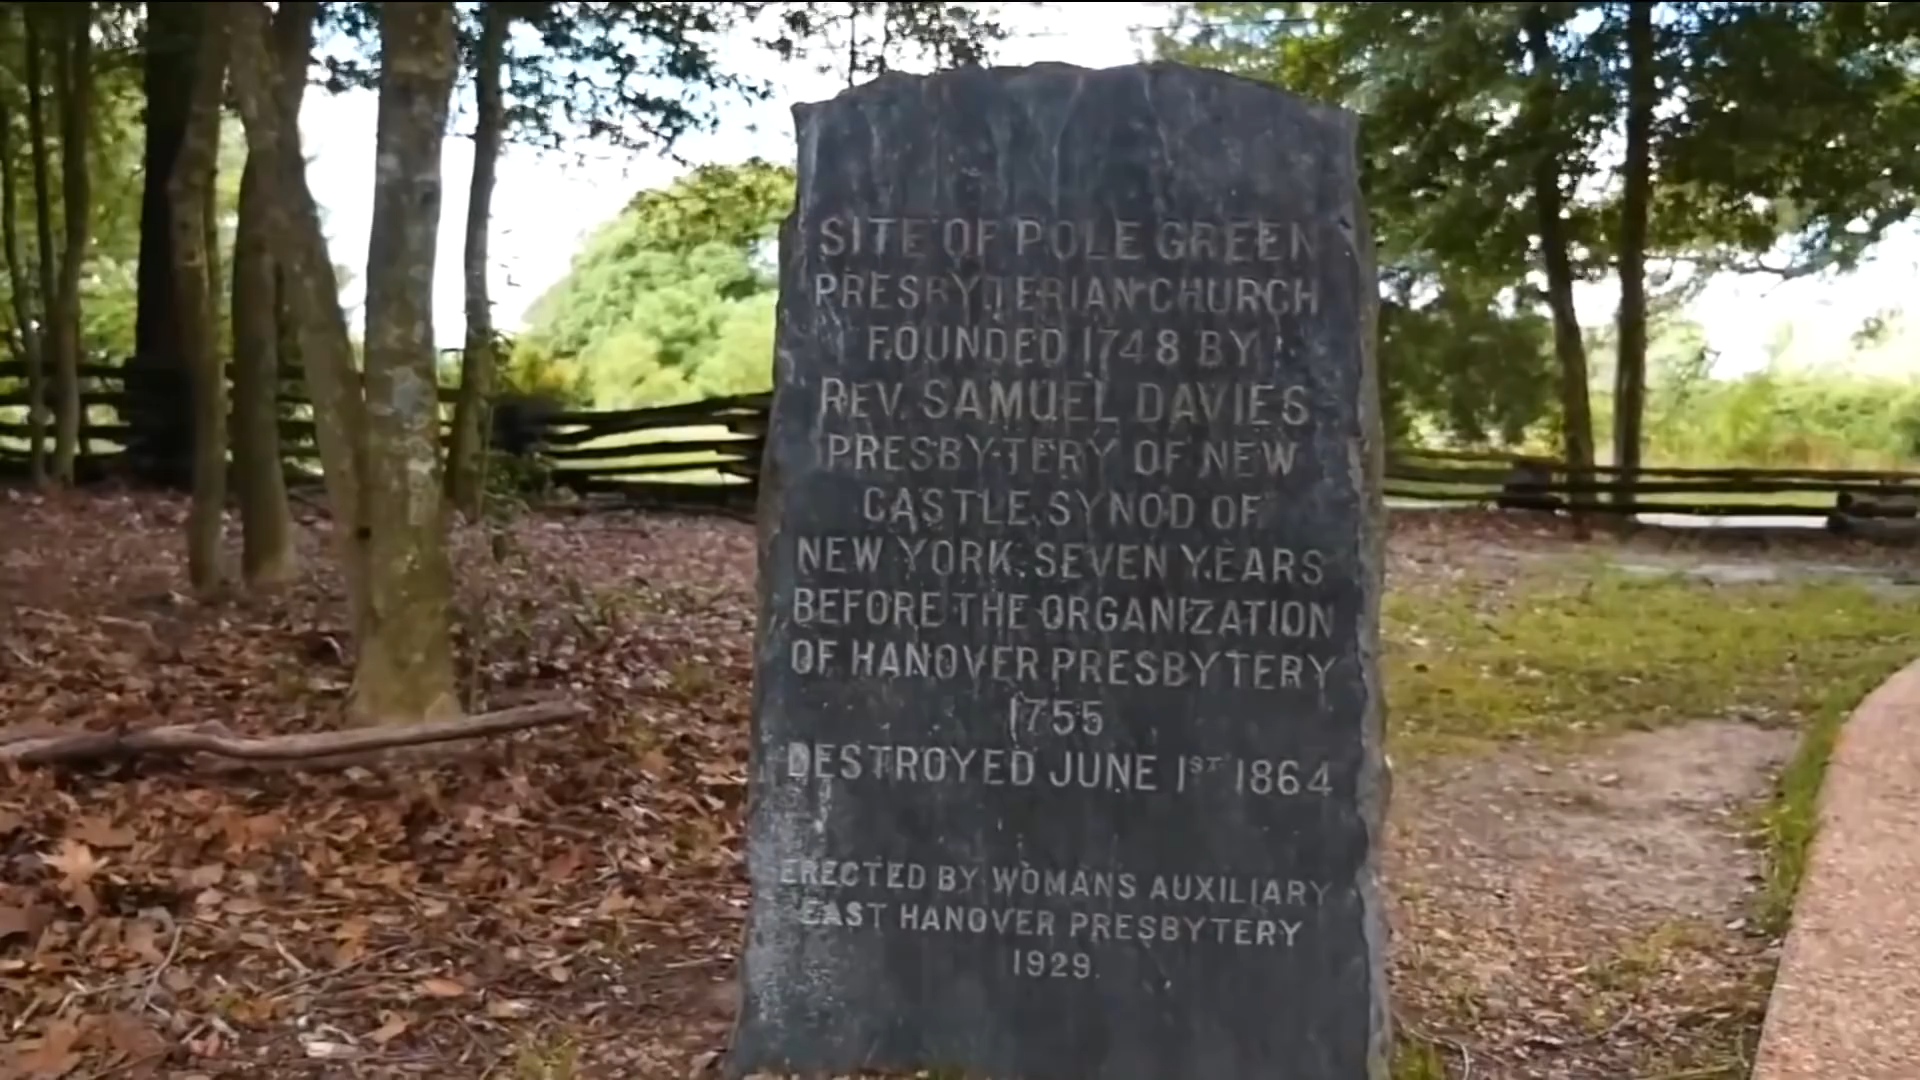 SITE OF POLE GREEN
PRESBYTERIAN CHURCH
FOUNDED 1748 BY
REV. SAMUEL DAVIES
PRESBYTERY OF NEW
CASTLE, SYNOD OF
NEW YORK. SEVEN YEARS
BEFORE THE ORGANIZATION
OF HANOVER PRESBYTERY
1755
DESTROYED JUNE 1ST 1864
ERECTED BY WOMANS AUXILIARY
EAST HANOVER PRESBYTERY
1929.